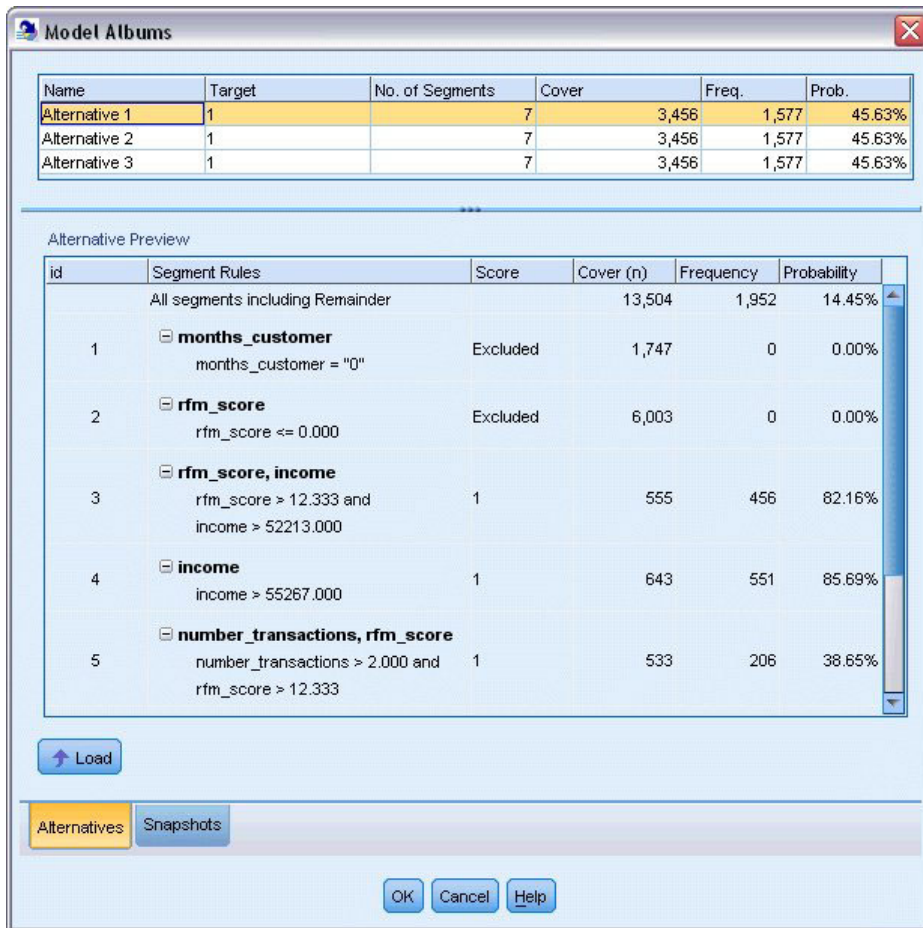 Model Albums
Name Target No. of Segments Cover Freq. Prob.
Alternative 1 1 7 3,456 1,577 45.63%
Alternative 2 1 7 3,456 1,577 45.63%
Alternative 3 1 7 3,456 1,577 45.63%
Alternative Preview
id Segment Rules Score Cover (n) Frequency Probability
All segments including Remainder 13,504 1,952 14.45%
months_customer
1 Excluded 1,747 0 0.00%
months_customer = "0"
rfm_score
2 Excluded 6,003 0 0.00%
rfm_score <= 0.000
rfm_score, income
3 rfm_score > 12.333 and 1 555 456 82.16%
income > 52213.000
income
4 1 643 551 85.69%
income > 55267.000
number_transactions, rfm_score
5 number_transactions > 2.000 and 1 533 206 38.65%
rfm_score > 12.333
Load
Alternatives Snapshots
OK Cancel Help